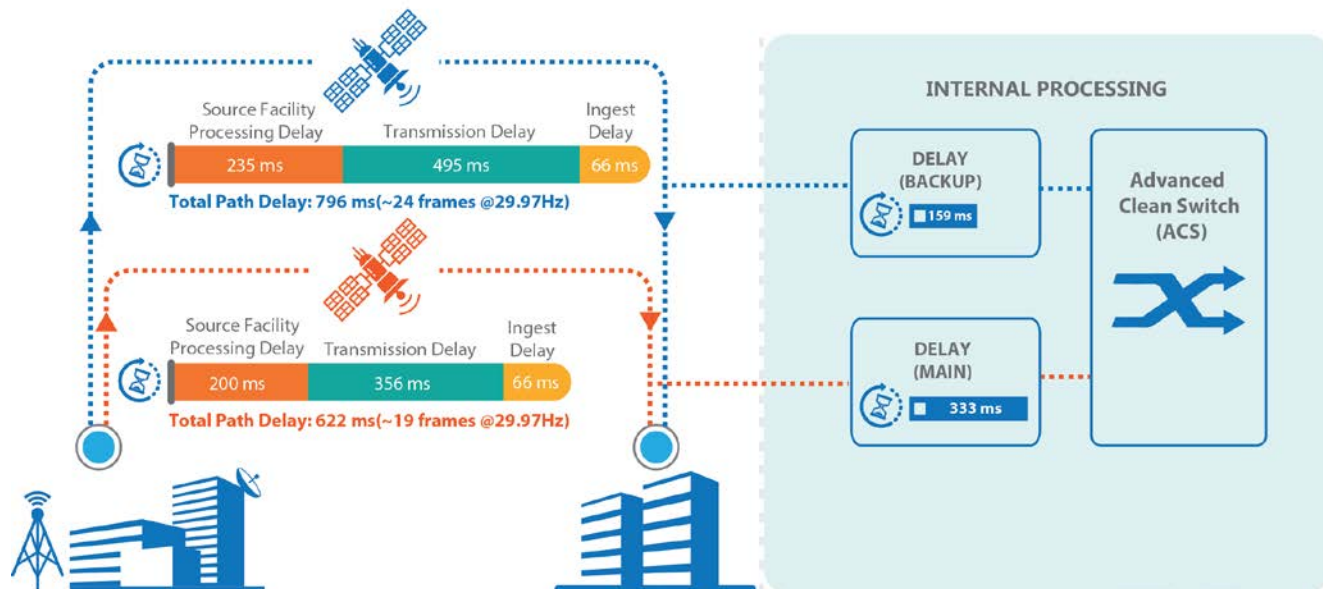 Source Facility
Processing Delay
Transmission Delay
Ingest
Delay
235 ms
495 ms
66 ms
Total Path Delay: 796 ms(~24 frames @29.97Hz)
Source Facility
Processing Delay
Transmission Delay
Ingest
Delay
200 ms
356 ms
66 ms
Total Path Delay: 622 ms(~19 frames @29.97Hz)
INTERNAL PROCESSING
DELAY
(BACKUP)
159 ms
DELAY
(MAIN)
333 ms
Advanced
Clean Switch
(ACS)